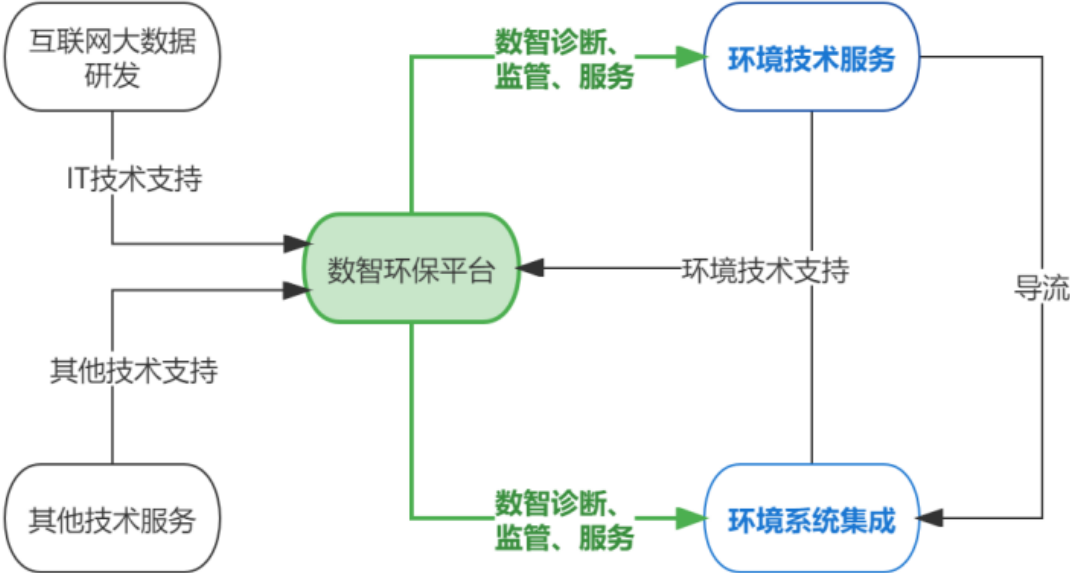 互联网大数据
研发
数智诊断、
监管、服务
环境技术服务
IT技术支持
数智环保平台
环境技术支持
导流
其他技术支持
其他技术服务
数智诊断、
监管、服务
环境系统集成